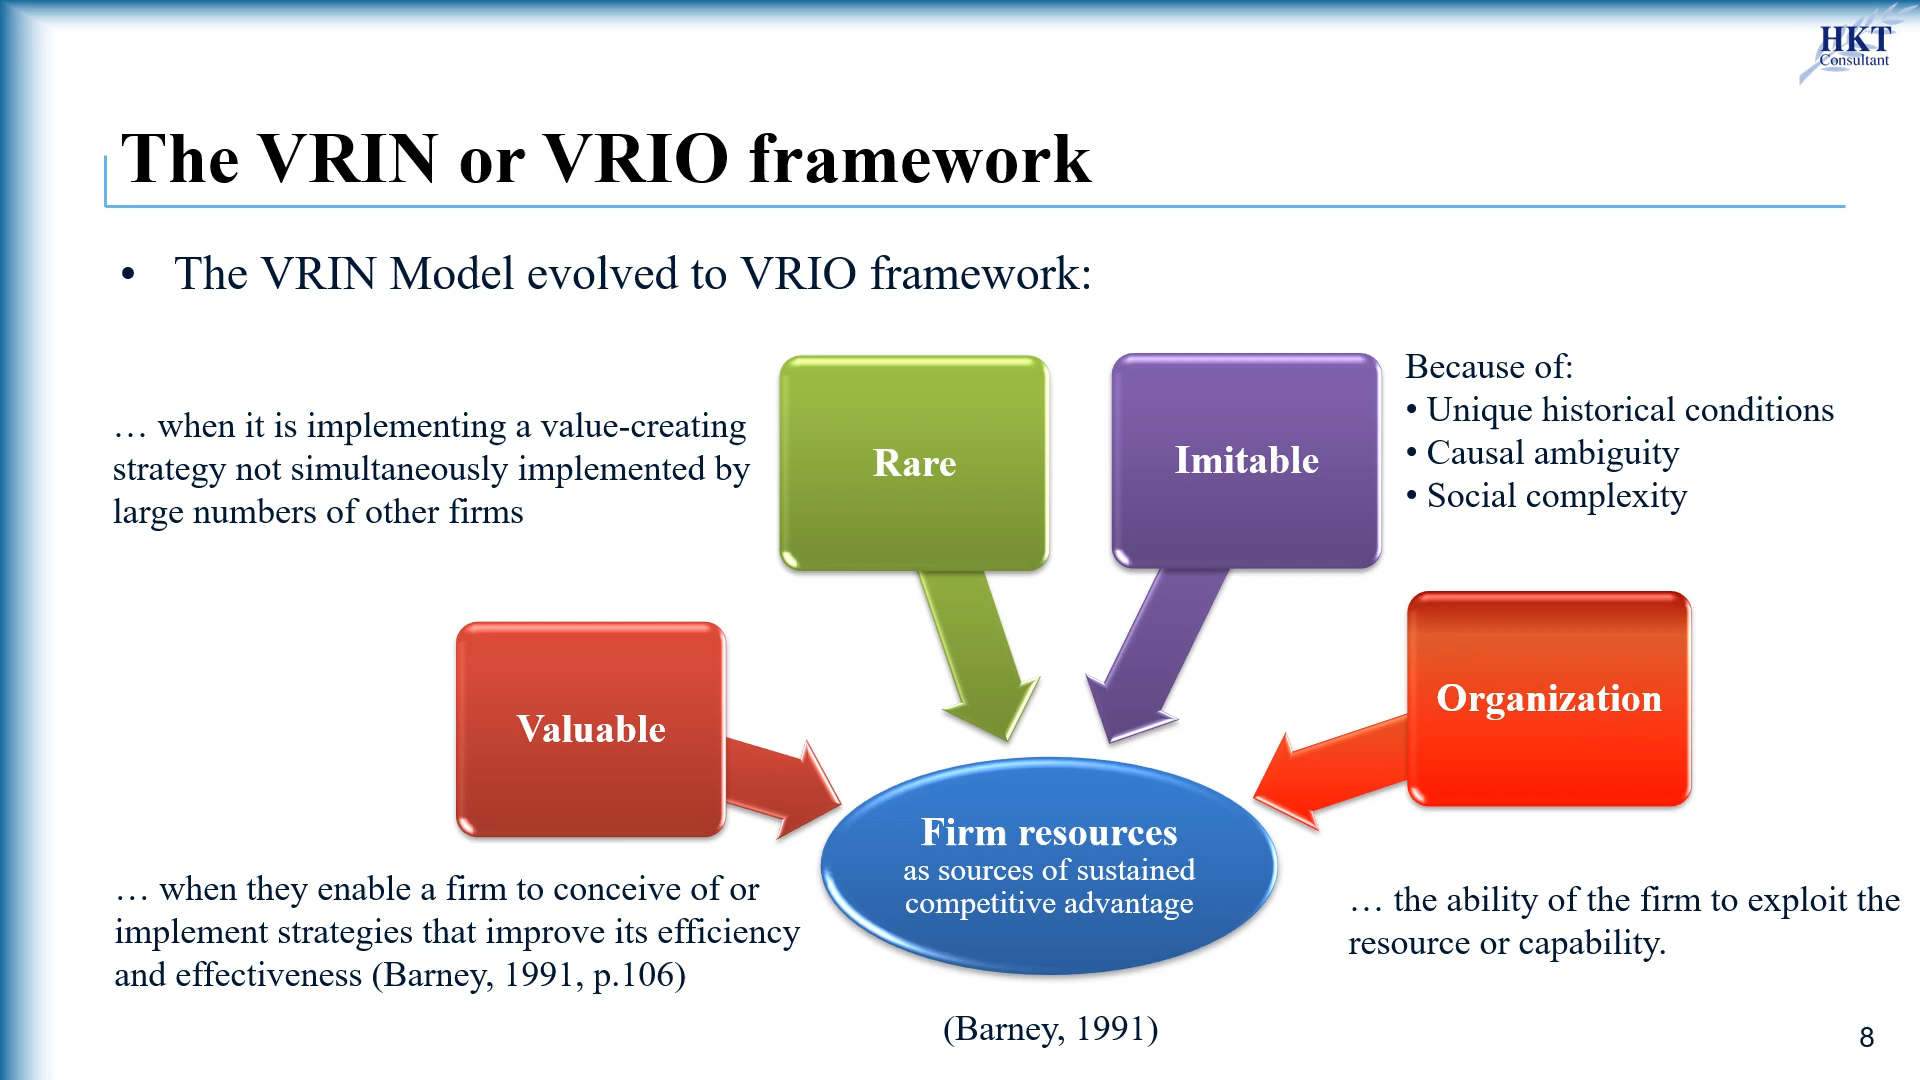 HKT
Consultant
The VRIN or VRIO framework
• The VRIN Model evolved to VRIO framework:
… when it is implementing a value-creating
strategy not simultaneously implemented by
large numbers of other firms
Rare
Imitable
Because of:
• Unique historical conditions
• Causal ambiguity
• Social complexity
Valuable
Organization
… when they enable a firm to conceive of or
implement strategies that improve its efficiency
and effectiveness (Barney, 1991, p.106)
Firm resources
as sources of sustained
competitive advantage
… the ability of the firm to exploit the
resource or capability.
(Barney, 1991)
8